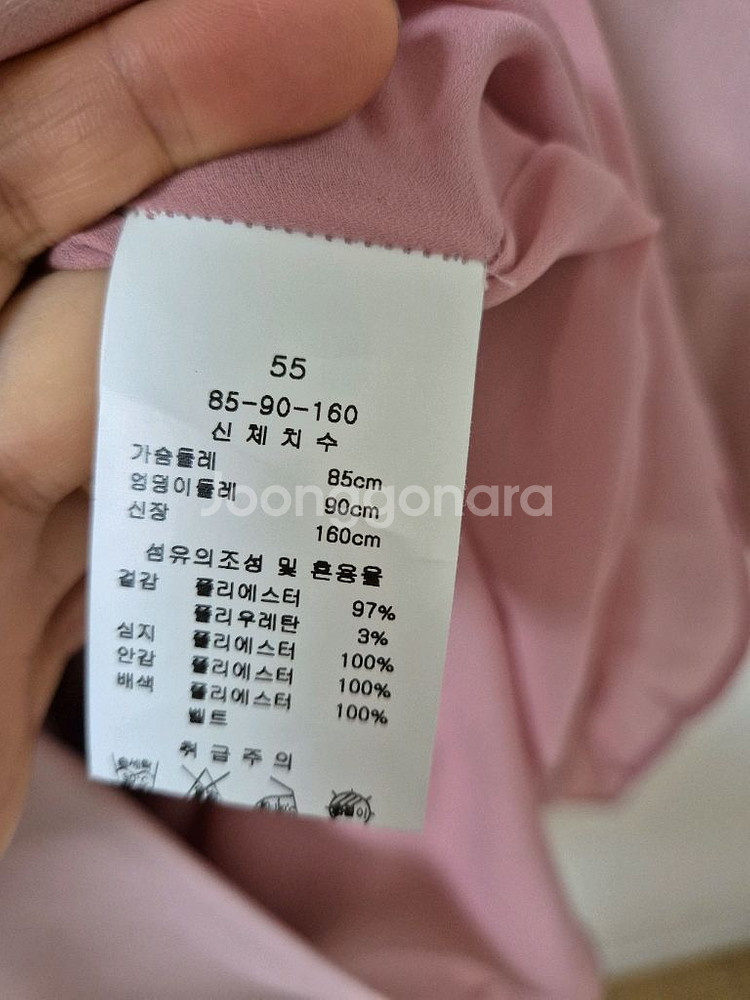 55
85-90-160
신 체 치 수
가슴둘레 85cm
엉덩이둘레 90cm
신장 160cm
섬유의조성 및 혼용율
겉감 폴리에스터 97%
폴리우레탄 3%
심지 폴리에스터 100%
안감 폴리에스터 100%
배색 폴리에스터 100%
벨트
취 급 주 의
Joonggonara